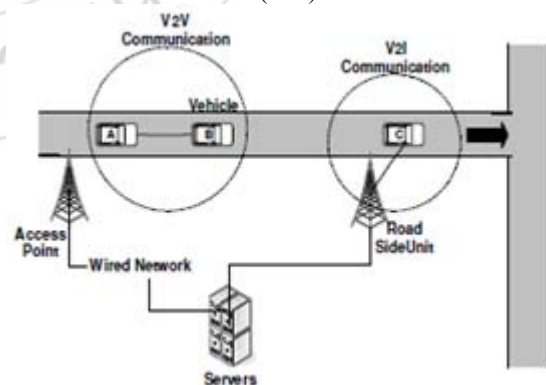 V2V
Communication
V2I
Communication
Vehicle
A
B
C
Access
Point
Road
SideUnit
Wired Network
Servers